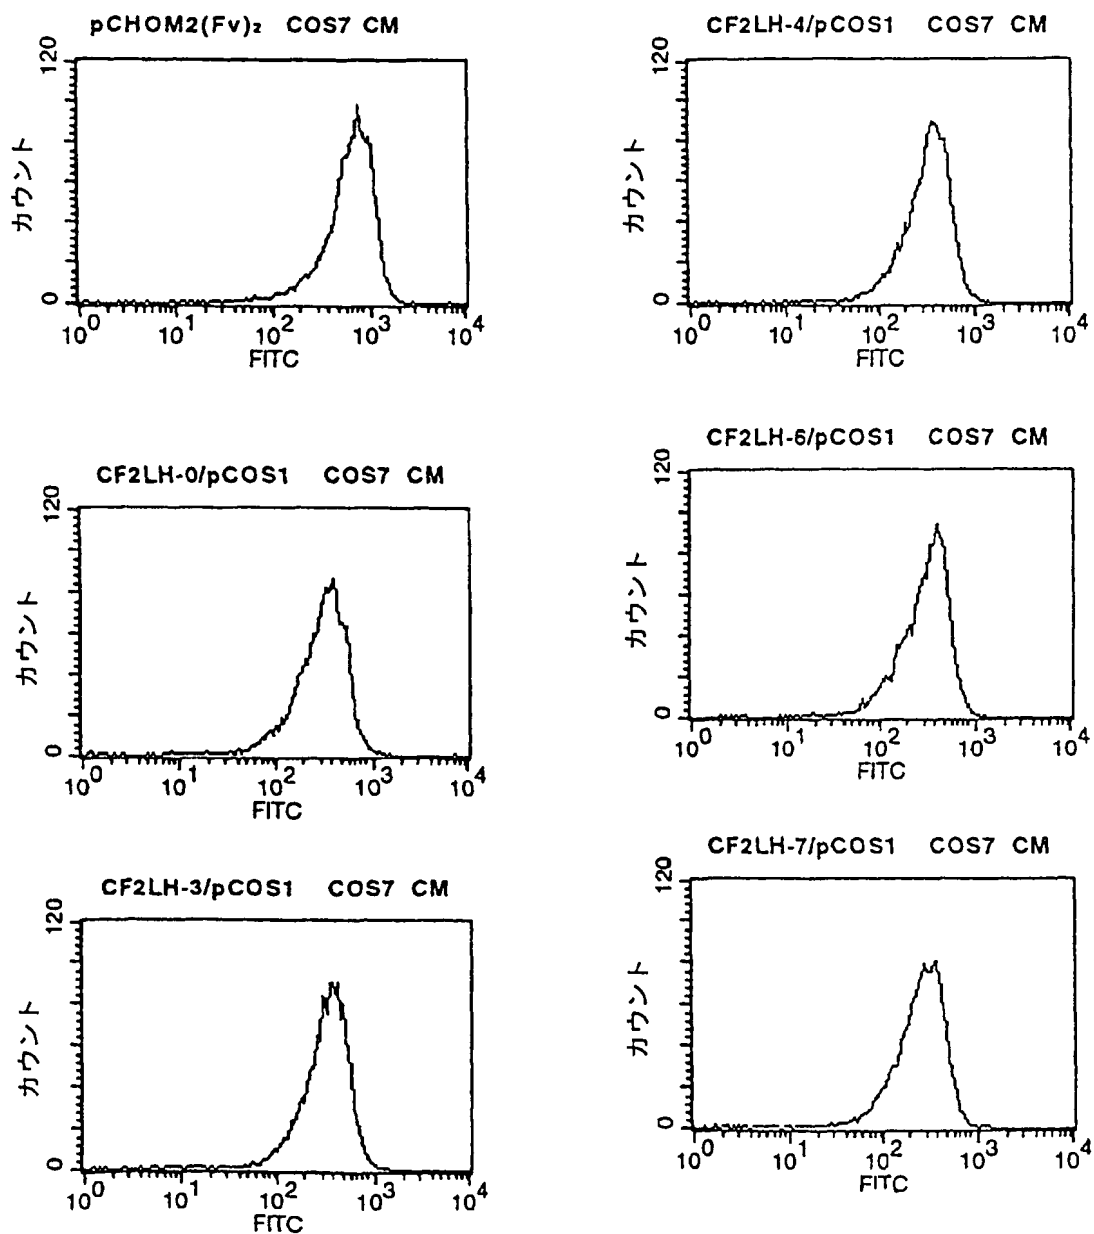 pCHOM2(Fv)₂ COS7 CM
120
カウント
0
10⁰ 10¹ 10² 10³ 10⁴
FITC
CF2LH-0/pCOS1 COS7 CM
120
カウント
0
10⁰ 10¹ 10² 10³ 10⁴
FITC
CF2LH-3/pCOS1 COS7 CM
120
カウント
0
10⁰ 10¹ 10² 10³ 10⁴
FITC
CF2LH-4/pCOS1 COS7 CM
120
カウント
0
10⁰ 10¹ 10² 10³ 10⁴
FITC
CF2LH-6/pCOS1 COS7 CM
120
カウント
0
10⁰ 10¹ 10² 10³ 10⁴
FITC
CF2LH-7/pCOS1 COS7 CM
120
カウント
0
10⁰ 10¹ 10² 10³ 10⁴
FITC